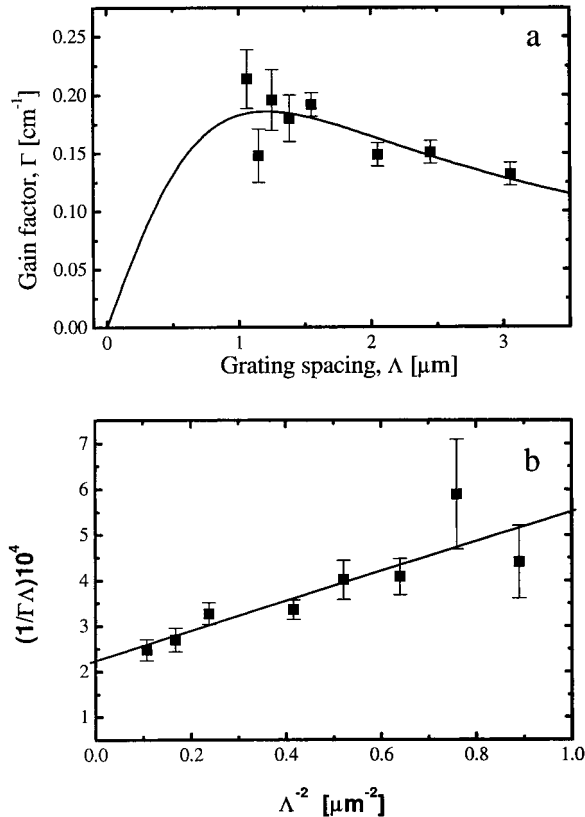 a
0.25
0.20
0.15
0.10
0.05
0.00
Gain factor, Γ [cm⁻¹]
0 1 2 3
Grating spacing, Λ [μm]
b
7
6
5
4
3
2
1
(1/ΓΛ)10⁴
0.0 0.2 0.4 0.6 0.8 1.0
Λ⁻² [μm⁻²]